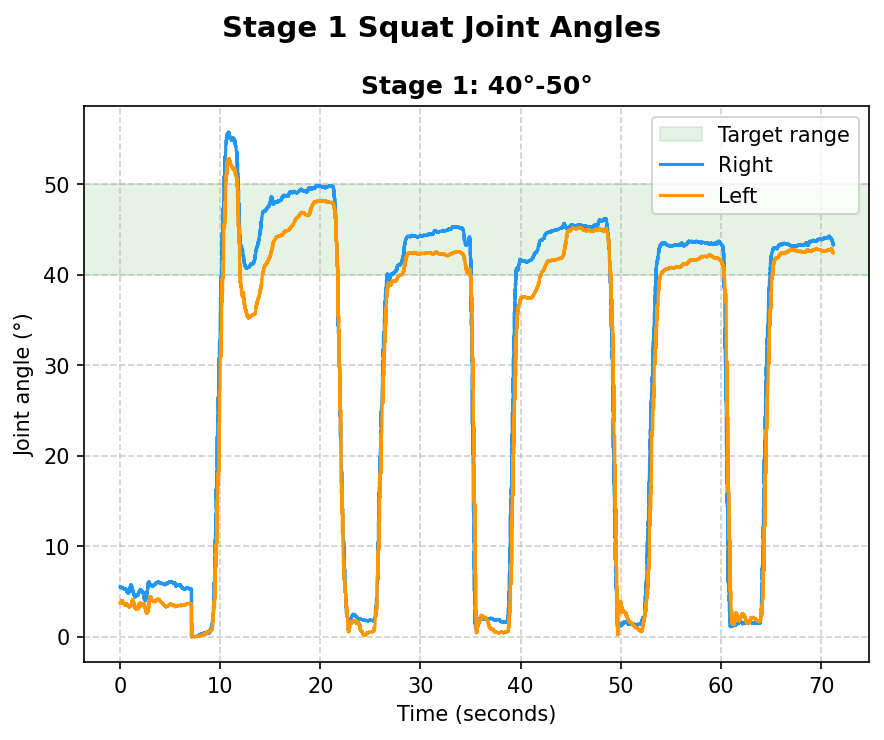 Stage 1 Squat Joint Angles
Stage 1: 40°-50°
Target range
Right
Left
Joint angle (°)
50
40
30
20
10
0
0 10 20 30 40 50 60 70
Time (seconds)